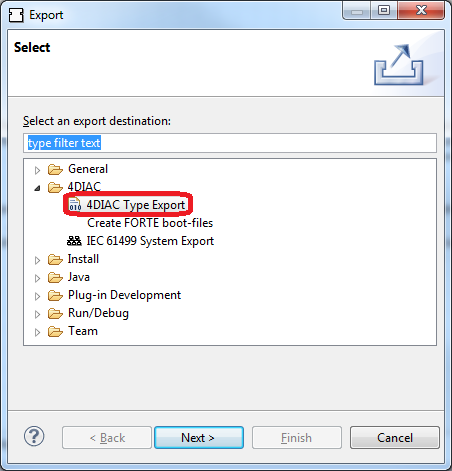 Export
Select
Select an export destination:
type filter text
General
4DIAC
4DIAC Type Export
Create FORTE boot-files
IEC 61499 System Export
Install
Java
Plug-in Development
Run/Debug
Team
?
< Back
Next >
Finish
Cancel